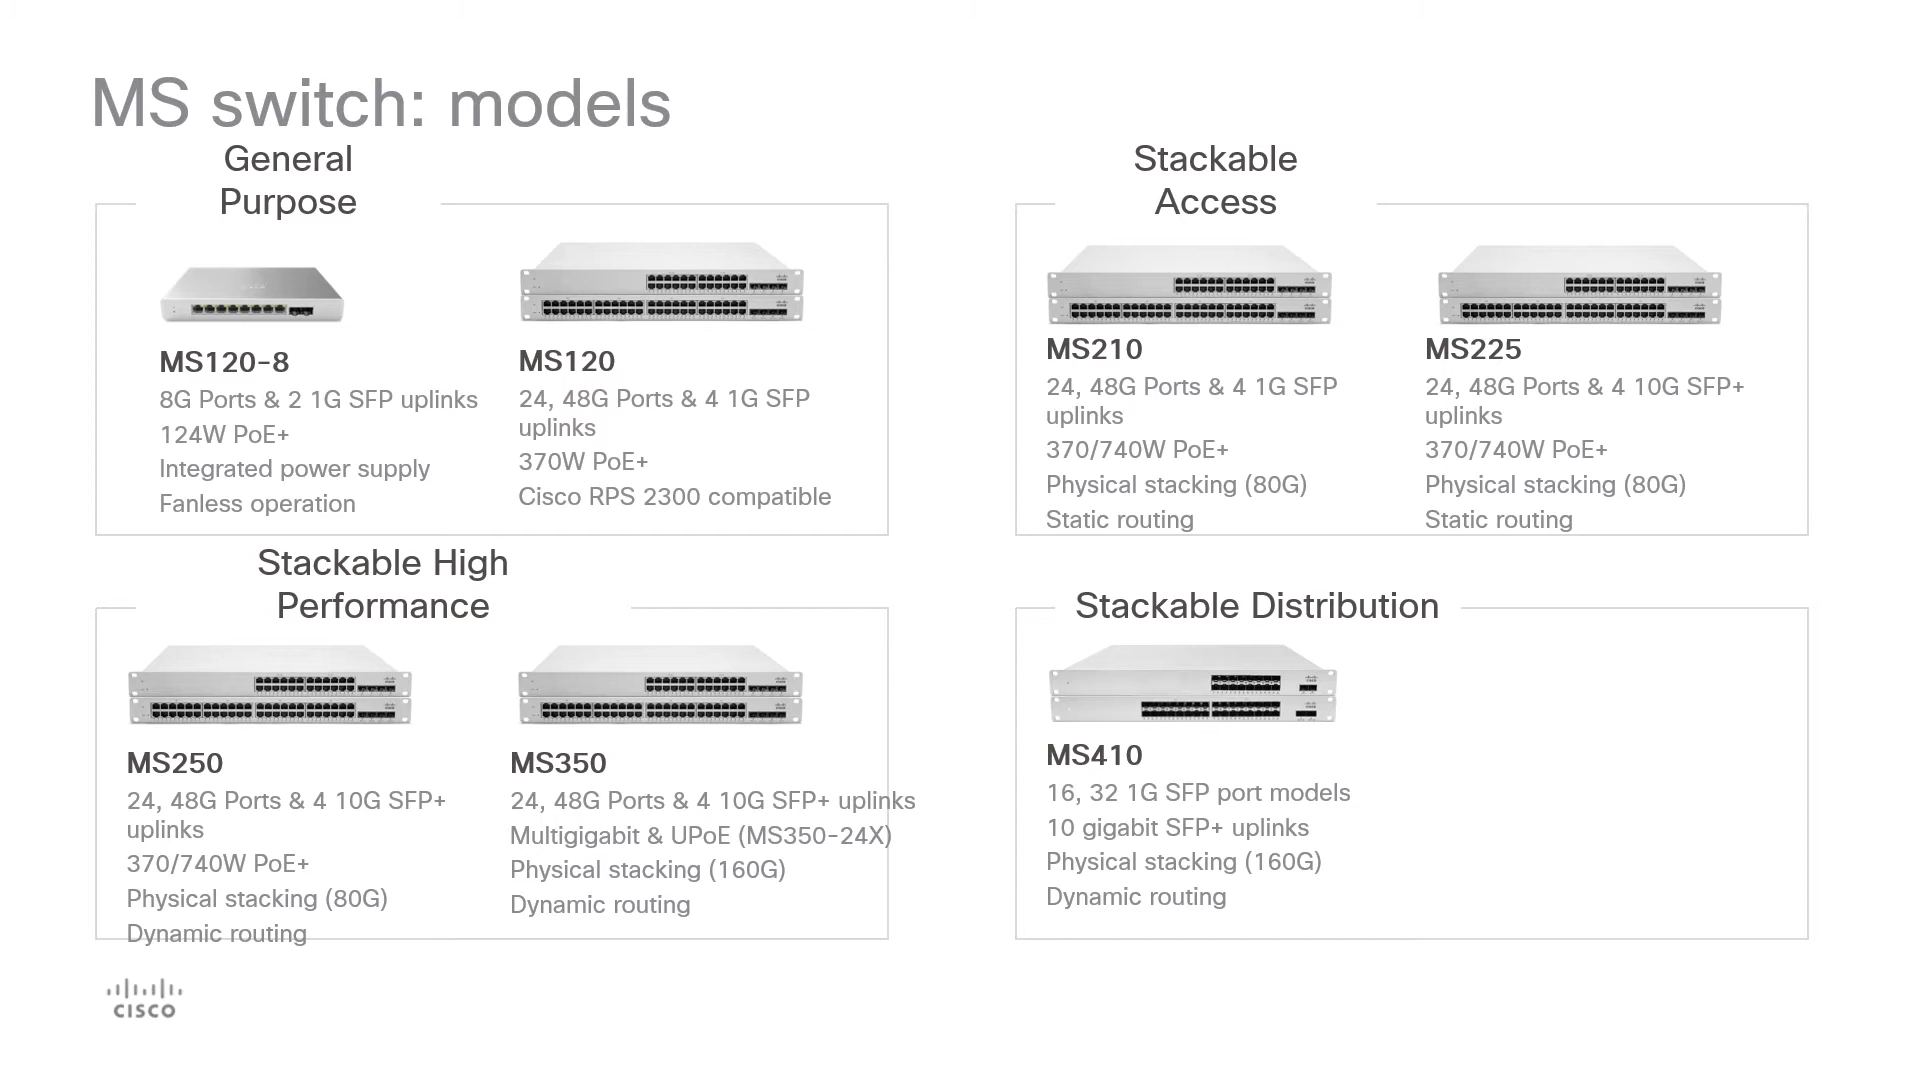 MS switch: models
General
Purpose
MS120-8
8G Ports & 2 1G SFP uplinks
124W PoE+
Integrated power supply
Fanless operation
MS120
24, 48G Ports & 4 1G SFP
uplinks
370W PoE+
Cisco RPS 2300 compatible
Stackable
Access
MS210
24, 48G Ports & 4 1G SFP
uplinks
370/740W PoE+
Physical stacking (80G)
Static routing
MS225
24, 48G Ports & 4 10G SFP+
uplinks
370/740W PoE+
Physical stacking (80G)
Static routing
Stackable High
Performance
MS250
24, 48G Ports & 4 10G SFP+
uplinks
370/740W PoE+
Physical stacking (80G)
Dynamic routing
MS350
24, 48G Ports & 4 10G SFP+ uplinks
Multigigabit & UPoE (MS350-24X)
Physical stacking (160G)
Dynamic routing
Stackable Distribution
MS410
16, 32 1G SFP port models
10 gigabit SFP+ uplinks
Physical stacking (160G)
Dynamic routing
CISCO